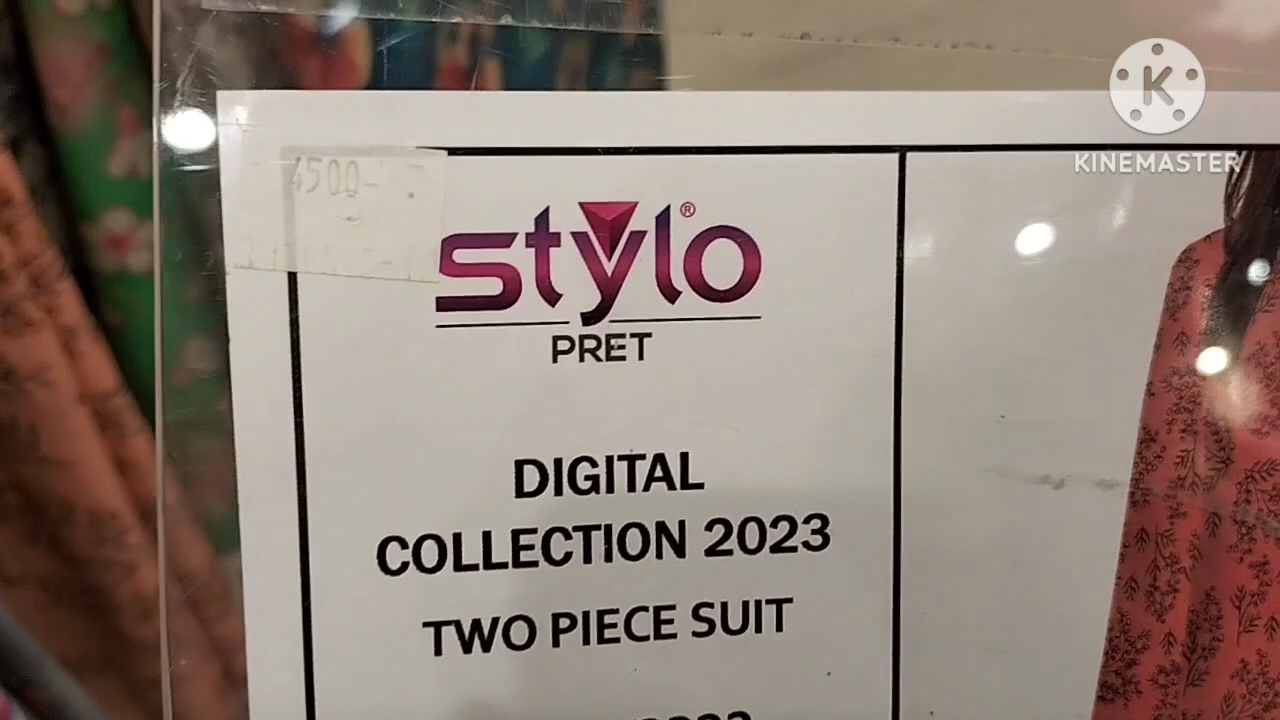 KINEMASTER
4500-
stylo®
PRET
DIGITAL
COLLECTION 2023
TWO PIECE SUIT